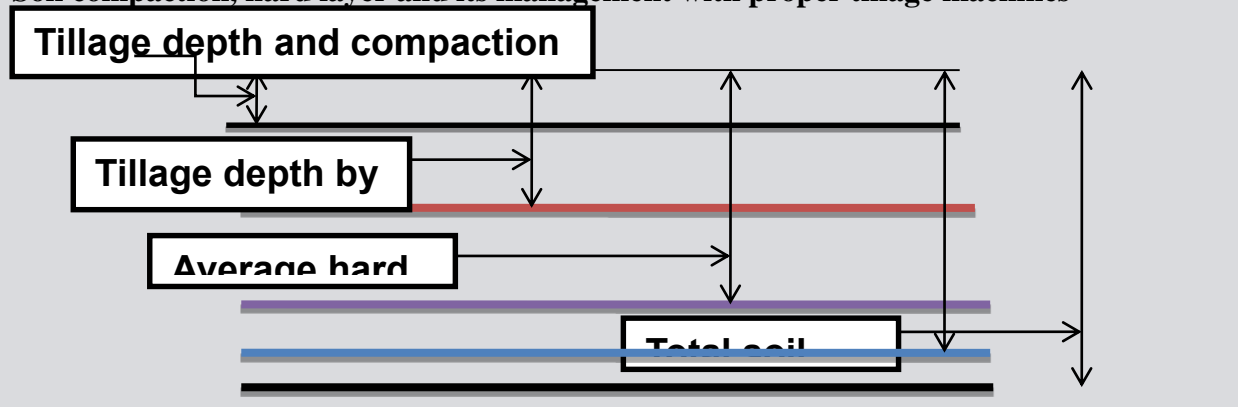 Soil compaction, hard layer and its management with proper tillage machines
Tillage depth and compaction
Tillage depth by
Average hard
Total soil